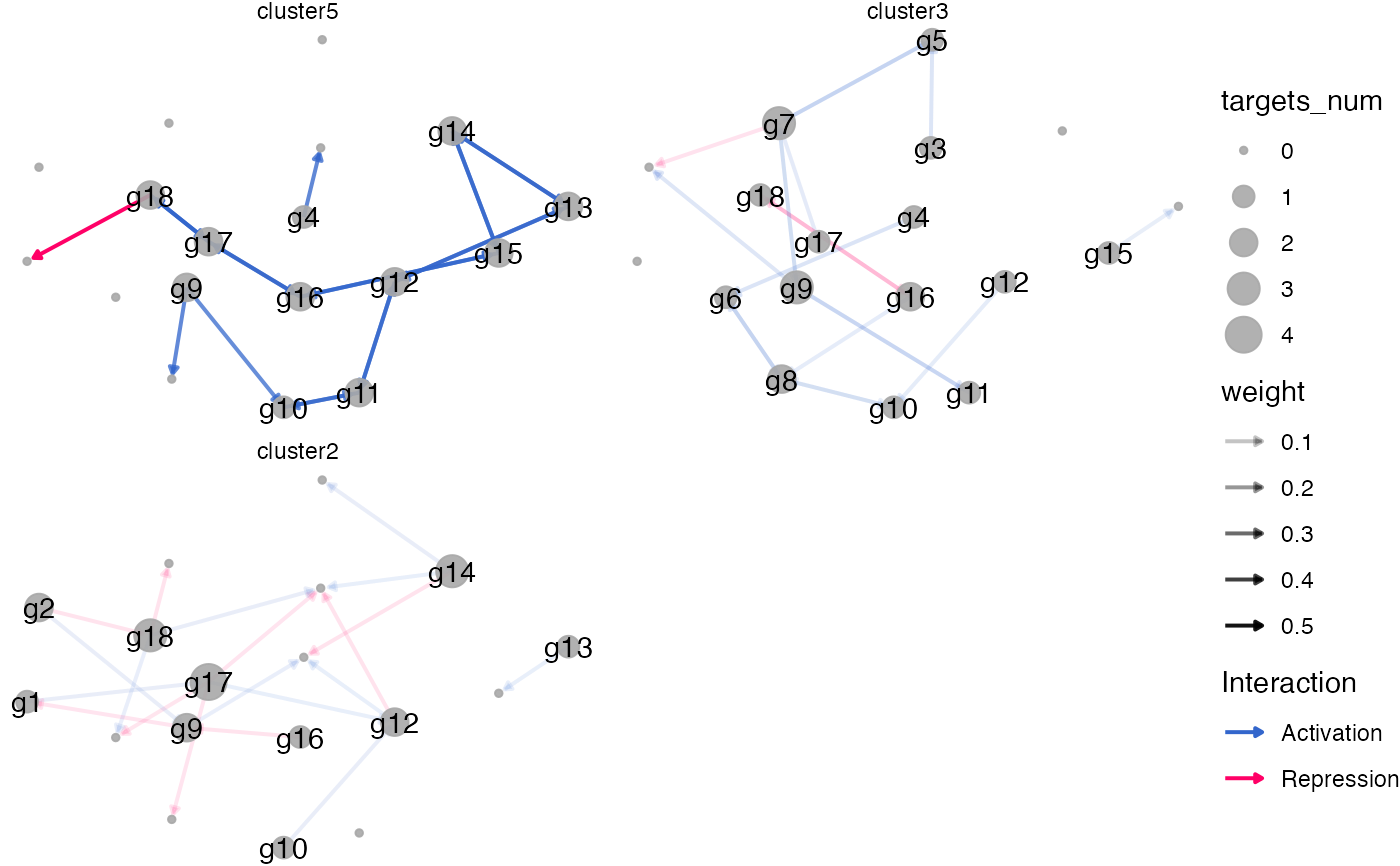 cluster5
g14
g18
g4
g13
g17
g15
g9
g12
g16
g11
g10
cluster3
g5
g7
g3
g18
g4
g17
g15
g12
g9
g6
g16
g8
g11
g10
cluster2
g14
g2
g18
g13
g17
g1
g12
g9
g16
g10
targets_num
0
1
2
3
4
weight
0.1
0.2
0.3
0.4
0.5
Interaction
Activation
Repression